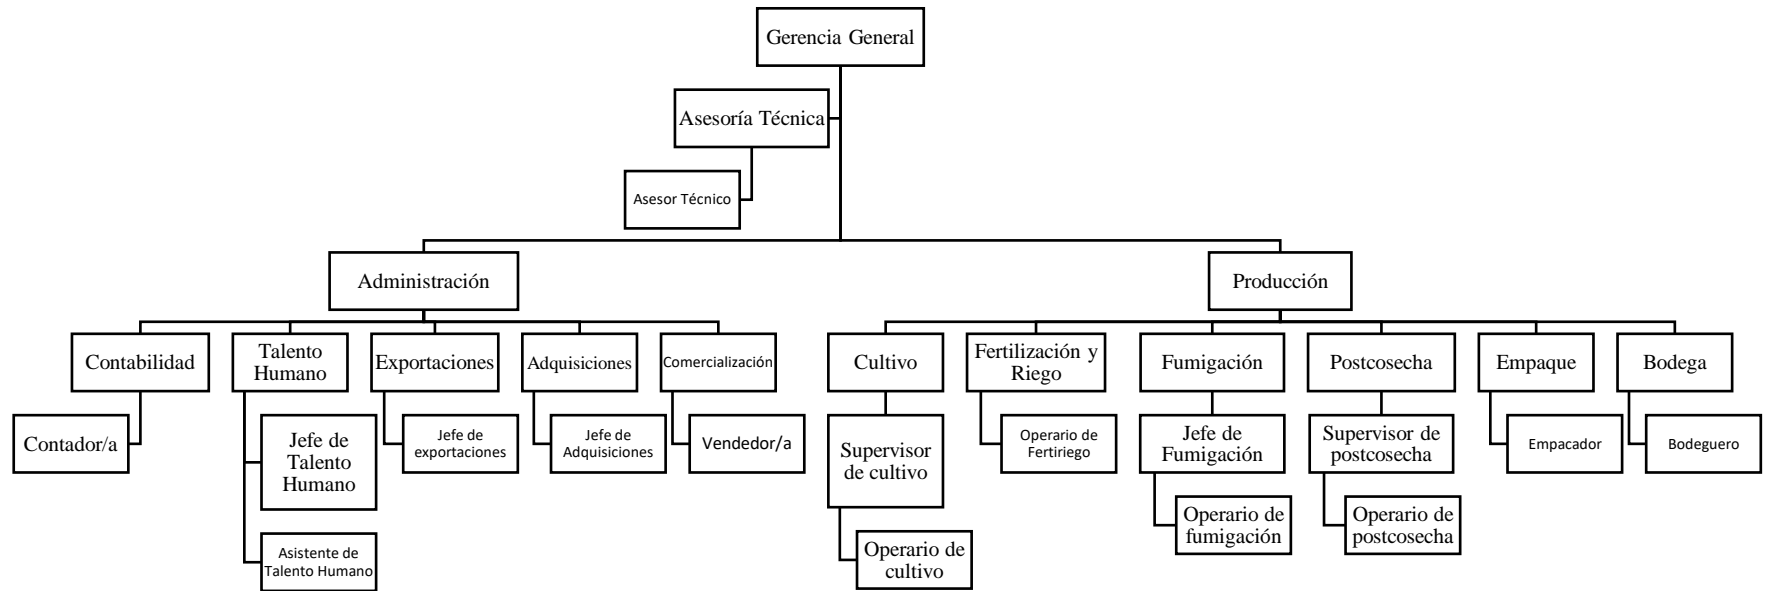 Gerencia General
Asesoría Técnica
Asesor Técnico
Administración
Producción
Contabilidad
Talento
Humano
Exportaciones
Adquisiciones
Comercialización
Cultivo
Fertilización y
Riego
Fumigación
Postcosecha
Empaque
Bodega
Contador/a
Jefe de
Talento
Humano
Jefe de
exportaciones
Jefe de
Adquisiciones
Vendedor/a
Supervisor
de cultivo
Operario de
Fertiriego
Jefe de
Fumigación
Supervisor de
postcosecha
Empacador
Bodeguero
Asistente de
Talento Humano
Operario de
cultivo
Operario de
fumigación
Operario de
postcosecha